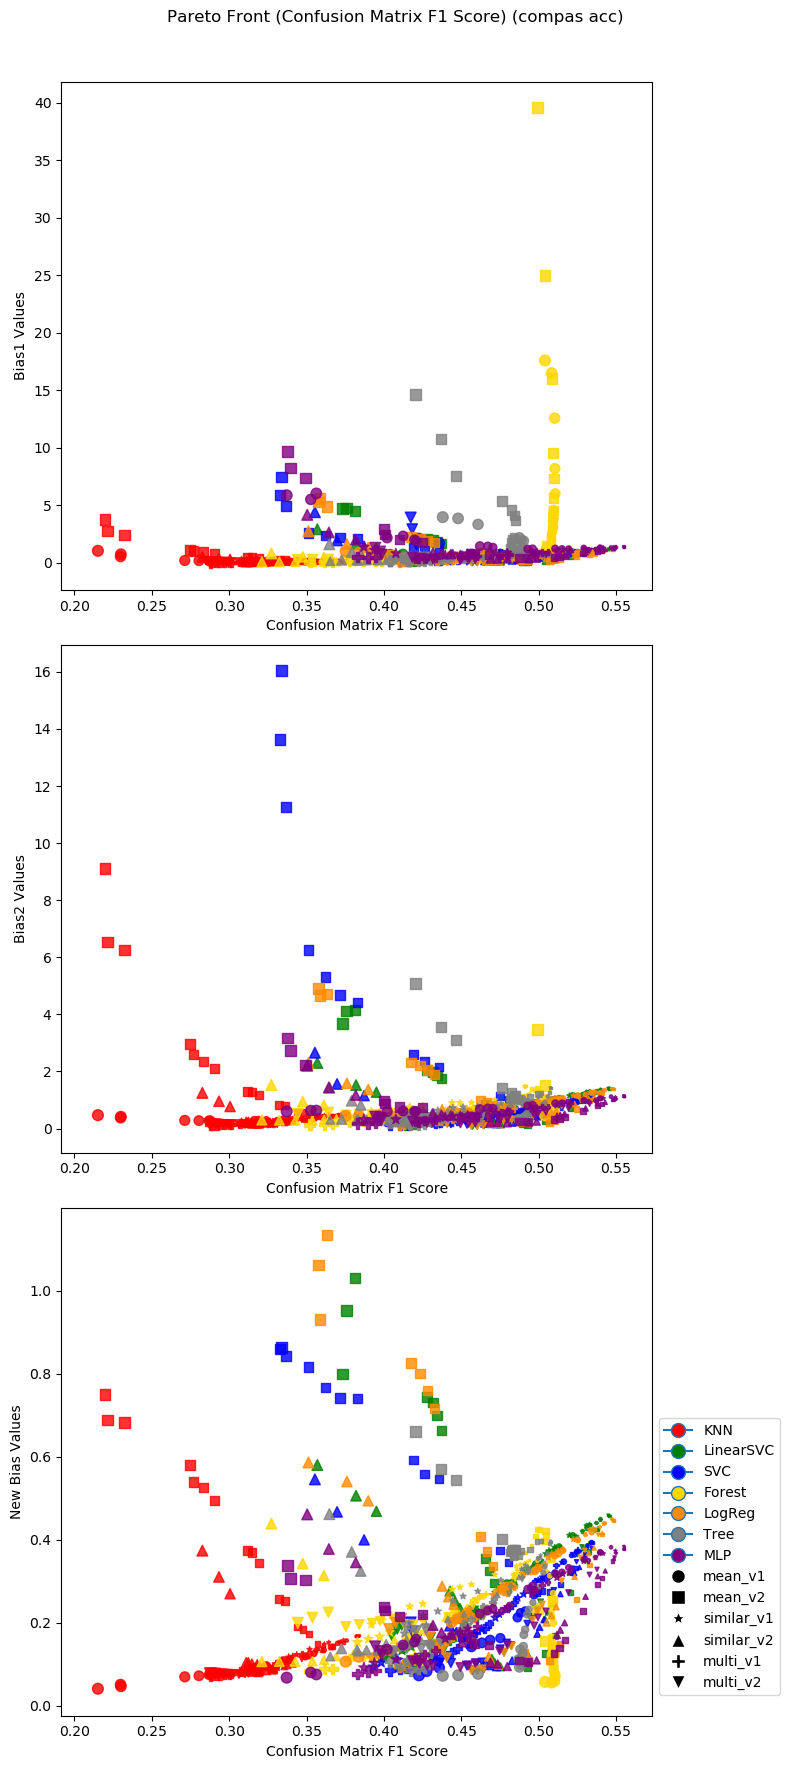 Pareto Front (Confusion Matrix F1 Score) (compas acc)
40
35
30
25
20
15
10
5
0
Bias1 Values
0.20 0.25 0.30 0.35 0.40 0.45 0.50 0.55
Confusion Matrix F1 Score
16
14
12
10
8
6
4
2
0
Bias2 Values
0.20 0.25 0.30 0.35 0.40 0.45 0.50 0.55
Confusion Matrix F1 Score
1.0
0.8
0.6
0.4
0.2
0.0
New Bias Values
0.20 0.25 0.30 0.35 0.40 0.45 0.50 0.55
Confusion Matrix F1 Score
KNN
LinearSVC
SVC
Forest
LogReg
Tree
MLP
mean_v1
mean_v2
similar_v1
similar_v2
multi_v1
multi_v2